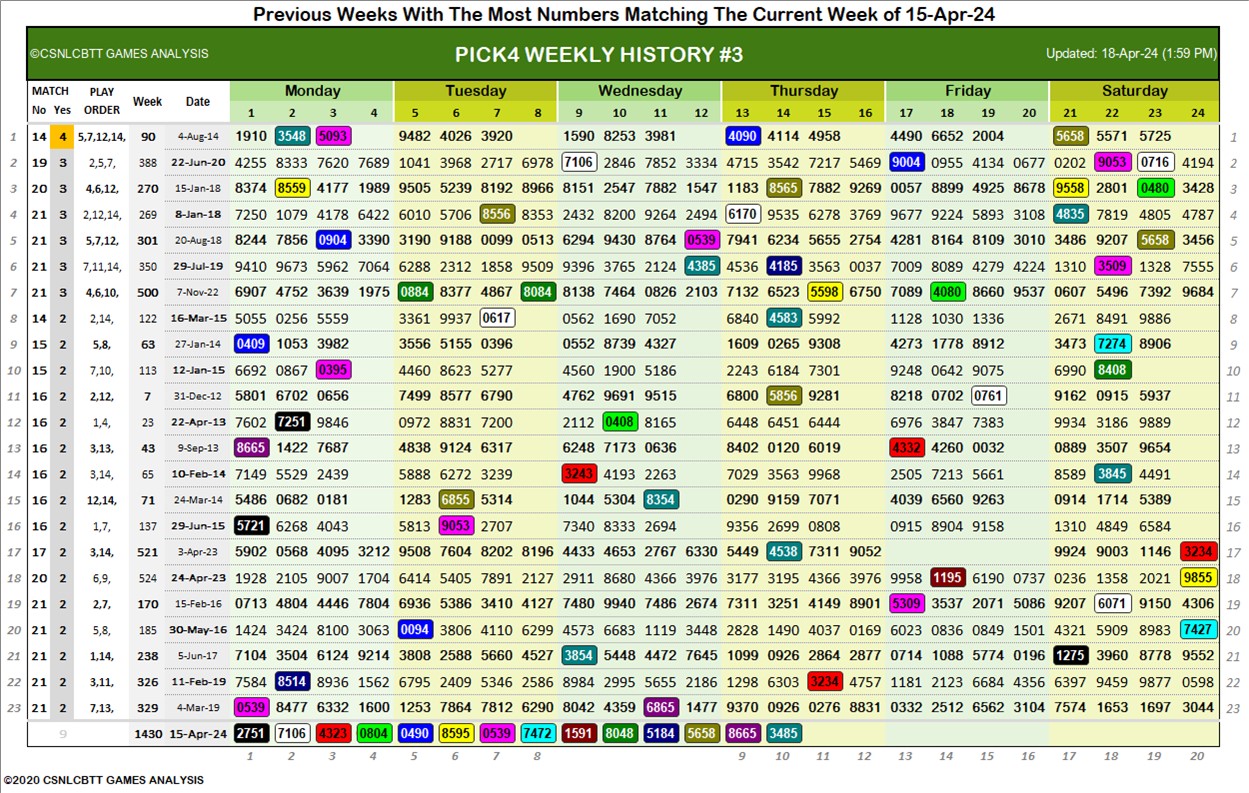 Previous Weeks With The Most Numbers Matching The Current Week of 15-Apr-24
©CSNLCBTT GAMES ANALYSIS PICK4 WEEKLY HISTORY #3 Updated: 18-Apr-24 (1:59 PM)
MATCH PLAY Week Date Monday Tuesday Wednesday Thursday Friday Saturday
No Yes ORDER 1 2 3 4 5 6 7 8 9 10 11 12 13 14 15 16 17 18 19 20 21 22 23 24
1 14 4 5,7,12,14, 90 4-Aug-14 1910 3548 5093 9482 4026 3920 1590 8253 3981 4090 4114 4958 4490 6652 2004 5658 5571 5725 1
2 19 3 2,5,7, 388 22-Jun-20 4255 8333 7620 7689 1041 3968 2717 6978 7106 2846 7852 3334 4715 3542 7217 5469 9004 0955 4134 0677 0202 9053 0716 4194 2
3 20 3 4,6,12, 270 15-Jan-18 8374 8559 4177 1989 9505 5239 8192 8966 8151 2547 7882 1547 1183 8565 7882 9269 0057 8899 4925 8678 9558 2801 0480 3428 3
4 21 3 2,12,14, 269 8-Jan-18 7250 1079 4178 6422 6010 5706 8556 8353 2432 8200 9264 2494 6170 9535 6278 3769 9677 9224 5893 3108 4835 7819 4805 4787 4
5 21 3 5,7,12, 301 20-Aug-18 8244 7856 0904 3390 3190 9188 0099 0513 6294 9430 8764 0539 7941 6234 5655 2754 4281 8164 8109 3010 3486 9207 5658 3456 5
6 21 3 7,11,14, 350 29-Jul-19 9410 9673 5962 7064 6288 2312 1858 9509 9396 3765 2124 4385 4536 4185 3563 0037 7009 8089 4279 4224 1310 3509 1328 7555 6
7 21 3 4,6,10, 500 7-Nov-22 6907 4752 3639 1975 0884 8377 4867 8084 8138 7464 0826 2103 7132 6523 5598 6750 7089 4080 8660 9537 0607 5496 7392 9684 7
8 14 2 2,14, 122 16-Mar-15 5055 0256 5559 3361 9937 0617 0562 1690 7052 6840 4583 5992 1128 1030 1336 2671 8491 9886 8
9 15 2 5,8, 63 27-Jan-14 0409 1053 3982 3556 5155 0396 0552 8739 4327 1609 0265 9308 4273 1778 8912 3473 7274 8906 9
10 15 2 7,10, 113 12-Jan-15 6692 0867 0395 4460 8623 5277 4560 1900 5186 2243 6184 7301 9248 0642 9075 6990 8408 10
11 16 2 2,12, 7 31-Dec-12 5801 6702 0656 7499 8577 6790 4762 9691 9515 6800 5856 9281 8218 0702 0761 9162 0915 5937 11
12 16 2 1,4, 23 22-Apr-13 7602 7251 9846 0972 8831 7200 2112 0408 8165 6448 6451 6444 6976 3847 7383 9934 3186 9889 12
13 16 2 3,13, 43 9-Sep-13 8665 1422 7687 4838 9124 6317 6248 7173 0636 8402 0120 6019 4332 4260 0032 0889 3507 9654 13
14 16 2 3,14, 65 10-Feb-14 7149 5529 2439 5888 6272 3239 3243 4193 2263 7029 3563 9968 2505 7213 5661 8589 3845 4491 14
15 16 2 12,14, 71 24-Mar-14 5486 0682 0181 1283 6855 5314 1044 5304 8354 0290 9159 7071 4039 6560 9263 0914 1714 5389 15
16 16 2 1,7, 137 29-Jun-15 5721 6268 4043 5813 9053 2707 7340 8333 2694 9356 2699 0808 0915 8904 9158 1310 4849 6584 16
17 17 2 3,14, 521 3-Apr-23 5902 0568 4095 3212 9508 7604 8202 8196 4433 4653 2767 6330 5449 4538 7311 9052 9924 9003 1146 3234 17
18 20 2 6,9, 524 24-Apr-23 1928 2105 9007 1704 6414 5405 7891 2127 2911 8680 4366 3976 3177 3195 4366 3976 9958 1195 6190 0737 0236 1358 2021 9855 18
19 21 2 2,7, 170 15-Feb-16 0713 4804 4446 7804 6936 5386 3410 4127 7480 9940 7486 2674 7311 3251 4149 8901 5309 3537 2071 5086 9207 6071 9150 4306 19
20 21 2 5,8, 185 30-May-16 1424 3424 8100 3063 0094 3806 4110 6299 4573 6683 1119 3448 2828 1490 4037 0169 6023 0836 0849 1501 4321 5909 8983 7427 20
21 21 2 1,14, 238 5-Jun-17 7104 3504 6124 9214 3808 2588 5660 4527 3854 5448 4472 7645 1099 0926 2864 2877 0714 1088 5774 0196 1275 3960 8778 9552 21
22 21 2 3,11, 326 11-Feb-19 7584 8514 8936 1562 6795 2409 5346 2586 8984 2995 5655 2186 1298 6303 3234 4757 1181 2123 6684 4356 6397 9459 9877 0598 22
23 21 2 7,13, 329 4-Mar-19 0539 8477 6332 1600 1253 7864 7812 6290 8042 4359 6865 1477 9370 0926 0276 8831 0332 2512 6562 3104 7574 1653 1697 3044 23
9 1430 15-Apr-24 2751 7106 4323 0804 0490 8595 0539 7472 1591 8048 5184 5658 8665 3485
1 2 3 4 5 6 7 8 9 10 11 12 13 14 15 16 17 18 19 20
©2020 CSNLCBTT GAMES ANALYSIS